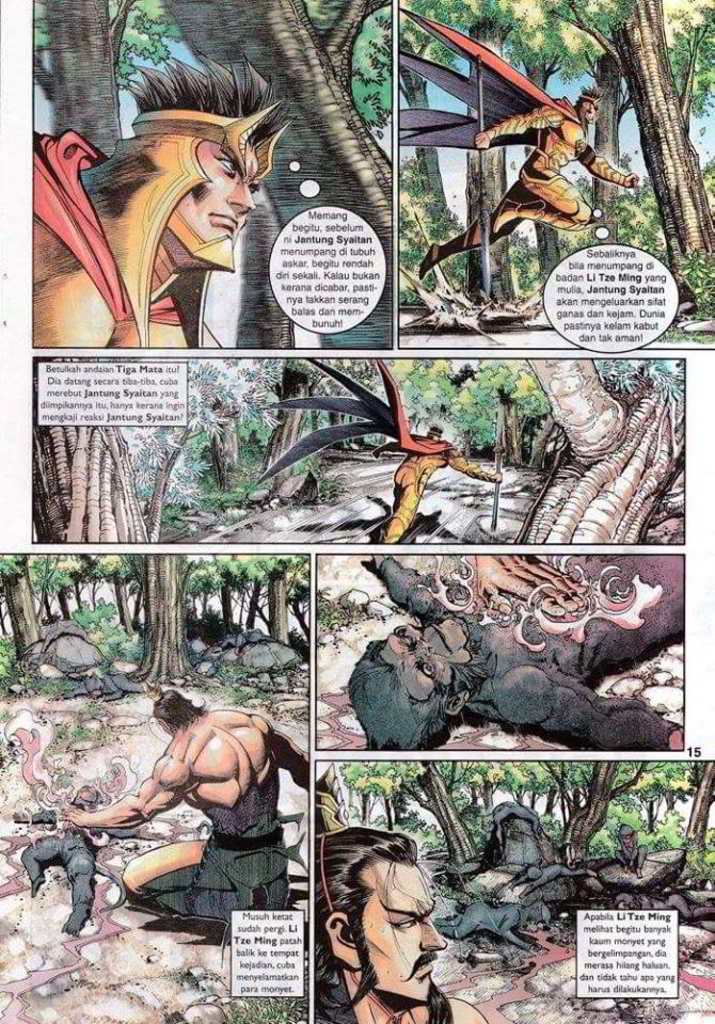 Memang
begitu, sebelum
ni Jantung Syaitan
menumpang di tubuh
askar, begitu rendah
diri sekali. Kalau bukan
kerana dicabar, pasti-
nya takkan serang
balas dan mem-
bunuh!
Sebaliknya
bila menumpang di
badan Li Tze Ming yang
mulia, Jantung Syaitan
akan mengeluarkan sifat
ganas dan kejam. Dunia
pastinya kelam kabut
dan tak aman!
Betulkah andaian Tiga Mata itu?
Dia datang secara tiba-tiba, cuba
merebut Jantung Syaitan yang
diimpikannya itu, hanya kerana ingin
mengkaji reaksi Jantung Syaitan?
15
Musuh ketat
dah pergi. Li
Tze Ming patah
balik ke tempat
kejadian, cuba
menyelamatkan
para monyet.
Apabila Li Tze Ming
melihat begitu banyak
kaum monyet yang
bergelimpangan, dia
merasa hilang haluan,
dan tidak tahu apa yang
harus dilakukannya.